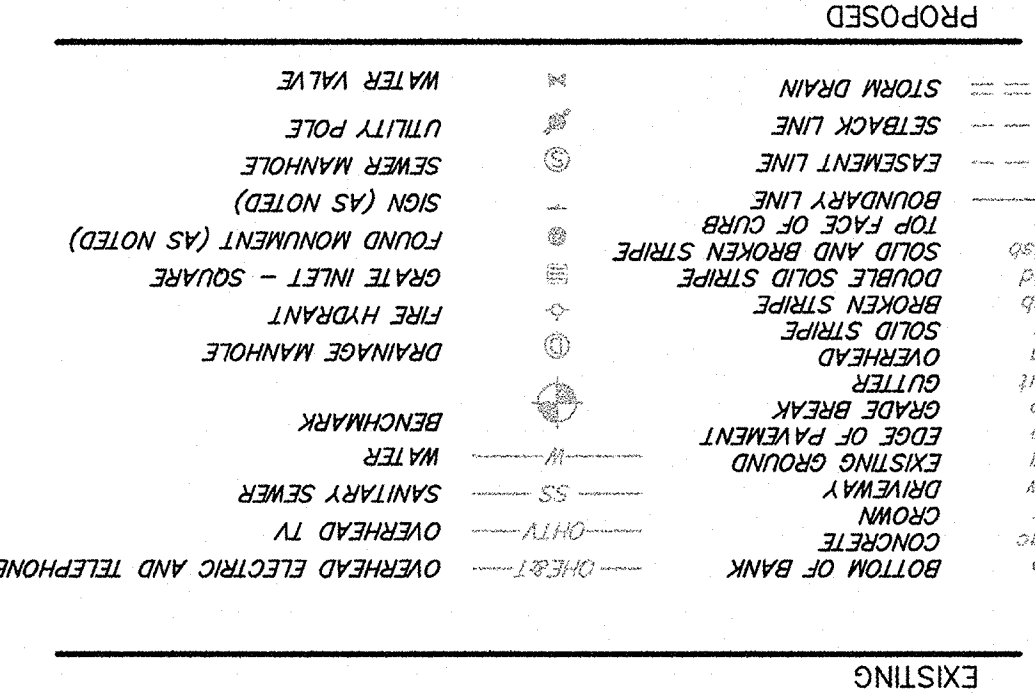 EXISTING
BOTTOM OF BANK
CONCRETE
CROWN
DRIVEWAY
EXISTING GROUND
EDGE OF PAVEMENT
GRADE BREAK
GUTTER
OVERHEAD
SOLID STRIPE
BROKEN STRIPE
DOUBLE SOLID STRIPE
SOLID AND BROKEN STRIPE
TOP FACE OF CURB
BOUNDARY LINE
EASEMENT LINE
SETBACK LINE
STORM DRAIN
OHE&T OVERHEAD ELECTRIC AND TELEPHONE
OHTV OVERHEAD TV
SS SANITARY SEWER
W WATER
BENCHMARK
D DRAINAGE MANHOLE
FIRE HYDRANT
GRATE INLET - SQUARE
FOUND MONUMENT (AS NOTED)
SIGN (AS NOTED)
S SEWER MANHOLE
UTILITY POLE
WATER VALVE
PROPOSED